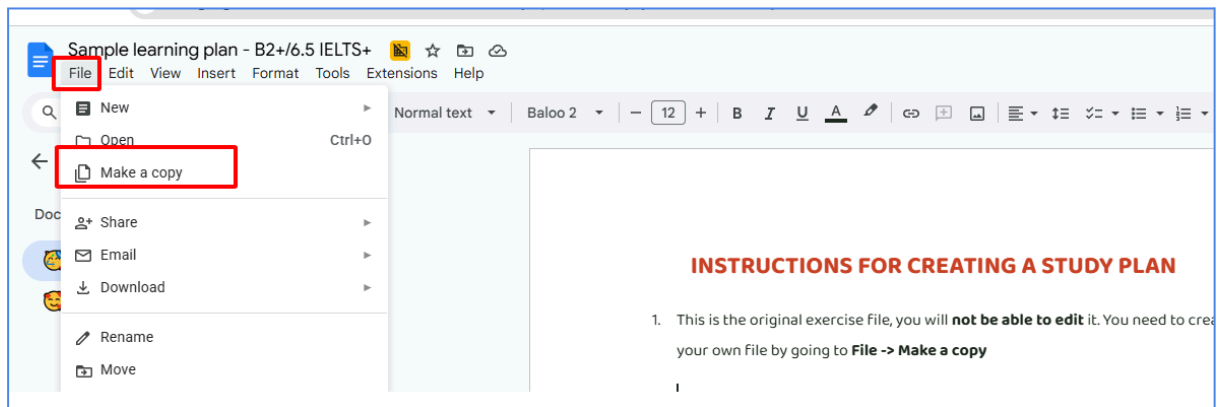 Sample learning plan - B2+/6.5 IELTS+
File Edit View Insert Format Tools Extensions Help
New
Normal text Baloo 2 − 12 + B I U A
Open Ctrl+O
Make a copy
Doc
Share
Email
Download
Rename
Move
INSTRUCTIONS FOR CREATING A STUDY PLAN
1. This is the original exercise file, you will not be able to edit it. You need to crea
your own file by going to File -> Make a copy